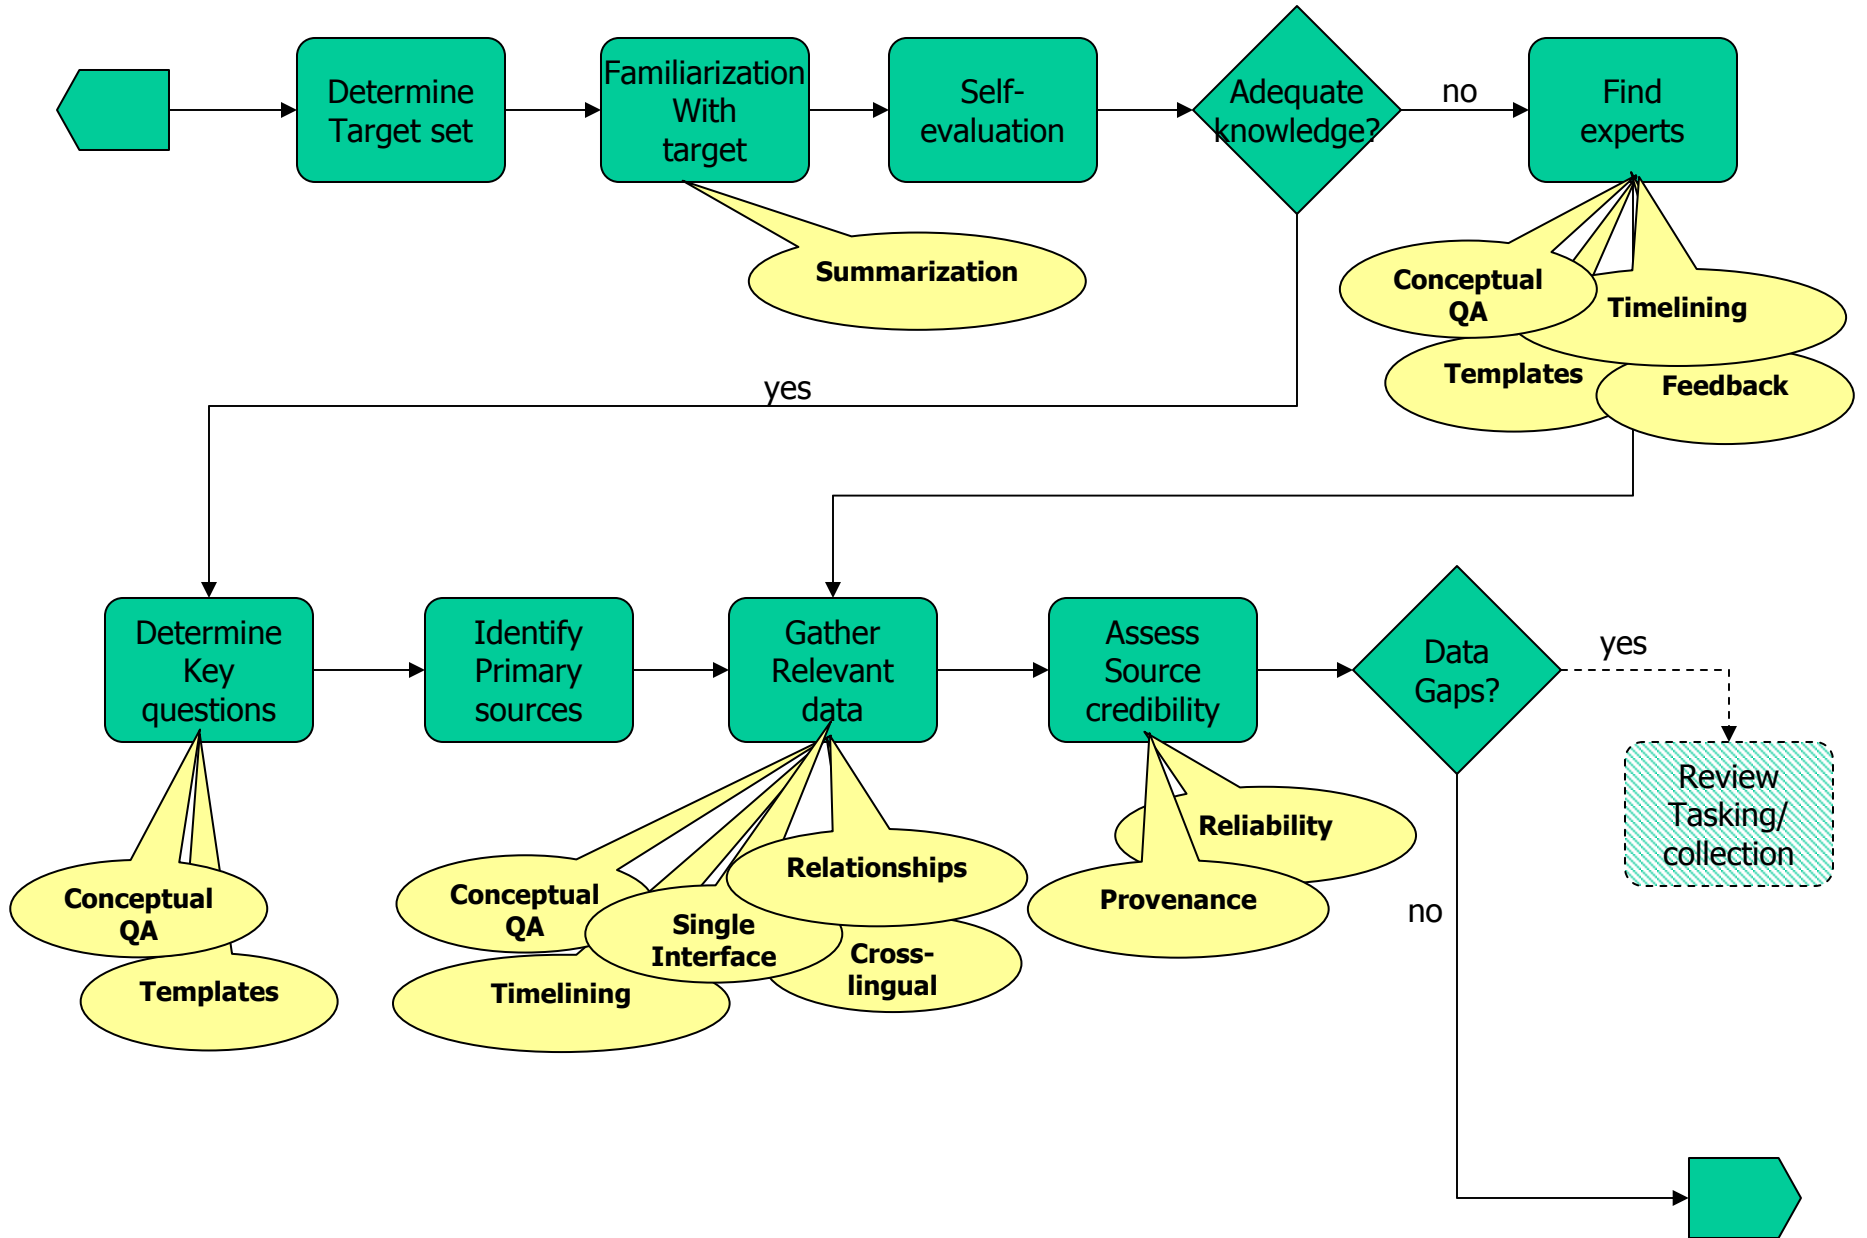 Determine
Target set
Familiarization
With
target
Self-
evaluation
Adequate
knowledge?
no
Find
experts
Summarization
Conceptual
QA
Timelining
Templates
Feedback
yes
Determine
Key
questions
Identify
Primary
sources
Gather
Relevant
data
Assess
Source
credibility
Data
Gaps?
yes
Review
Tasking/
collection
no
Conceptual
QA
Templates
Conceptual
QA
Timelining
Single
Interface
Relationships
Cross-
lingual
Reliability
Provenance